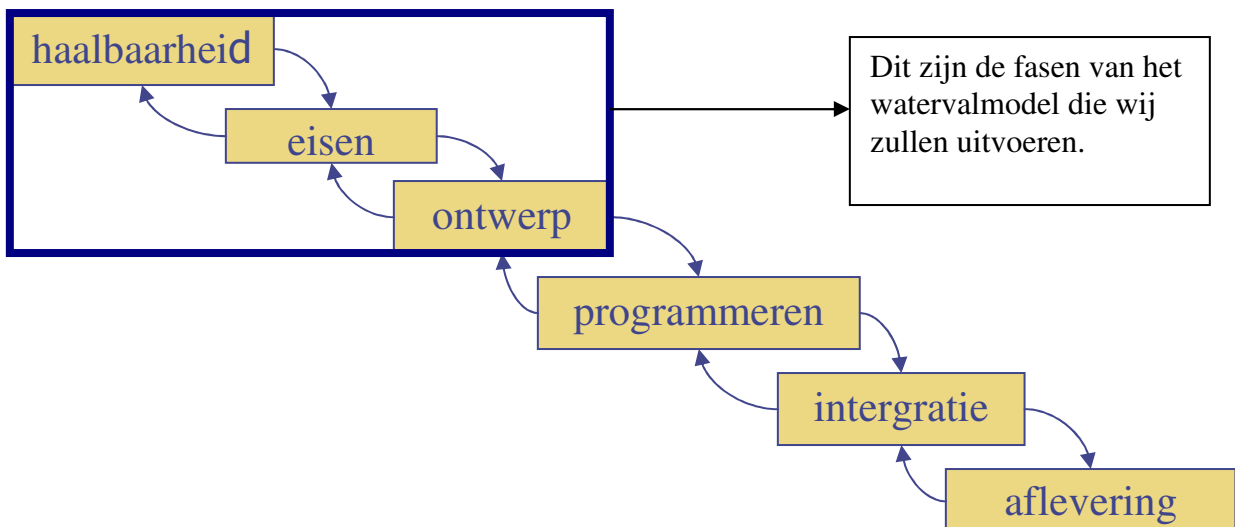 haalbaarheid
eisen
ontwerp
programmeren
intergratie
aflevering
Dit zijn de fasen van het
watervalmodel die wij
zullen uitvoeren.